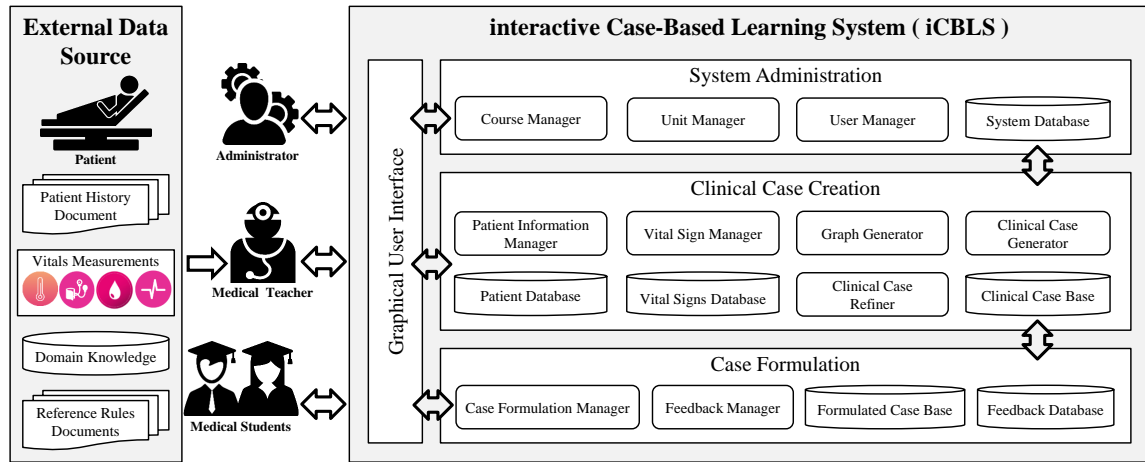 External Data
Source
Patient
Patient History
Document
Vitals Measurements
Domain Knowledge
Reference Rules
Documents
Administrator
Medical Teacher
Medical Students
interactive Case-Based Learning System ( iCBLS )
Graphical User Interface
System Administration
Course Manager
Unit Manager
User Manager
System Database
Clinical Case Creation
Patient Information
Manager
Vital Sign Manager
Graph Generator
Clinical Case
Generator
Patient Database
Vital Signs Database
Clinical Case
Refiner
Clinical Case Base
Case Formulation
Case Formulation Manager
Feedback Manager
Formulated Case Base
Feedback Database